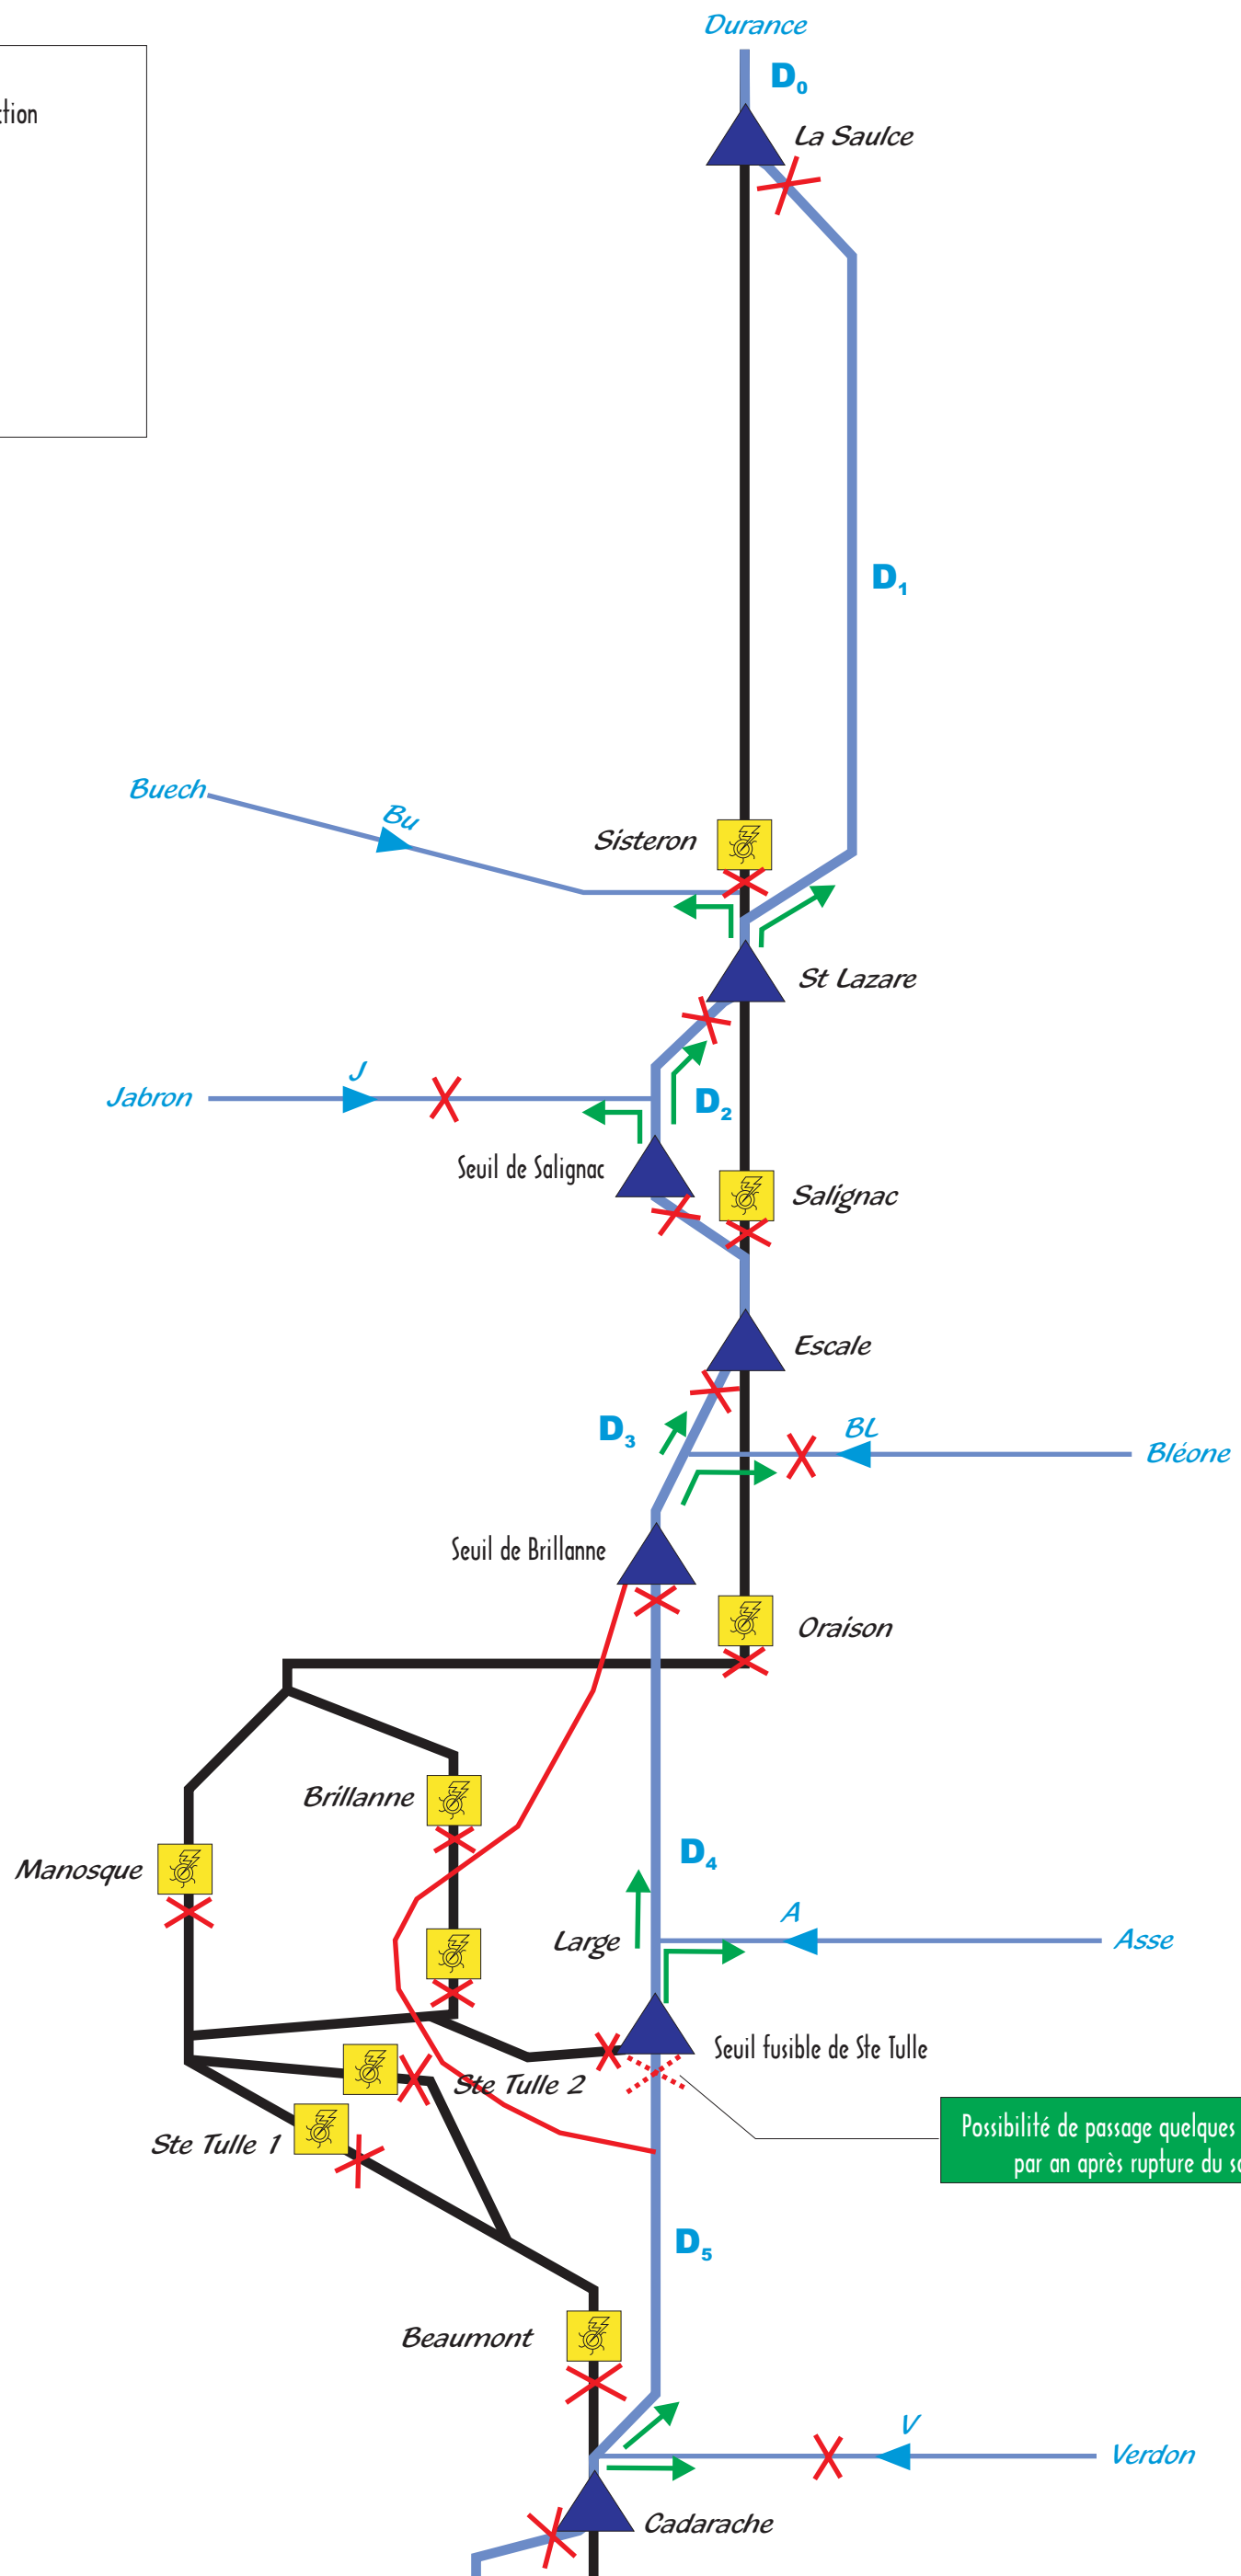 Durance
D0
ction
La Saulce
D1
Buech
Bu
Sisteron
St Lazare
J
Jabron
D2
Seuil de Salignac
Salignac
Escale
D3
BL
Bléone
Seuil de Brillanne
Oraison
Brillanne
Manosque
D4
A
Large
Asse
Seuil fusible de Ste Tulle
Ste Tulle 2
Possibilité de passage quelques
Ste Tulle 1
par an après rupture du s
D5
Beaumont
V
Verdon
Cadarache